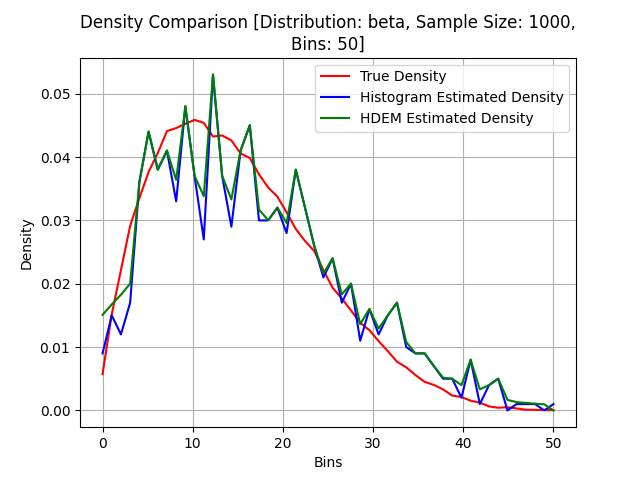 Density Comparison [Distribution: beta, Sample Size: 1000,
Bins: 50]
True Density
Histogram Estimated Density
HDEM Estimated Density
Density
0.05
0.04
0.03
0.02
0.01
0.00
0 10 20 30 40 50
Bins